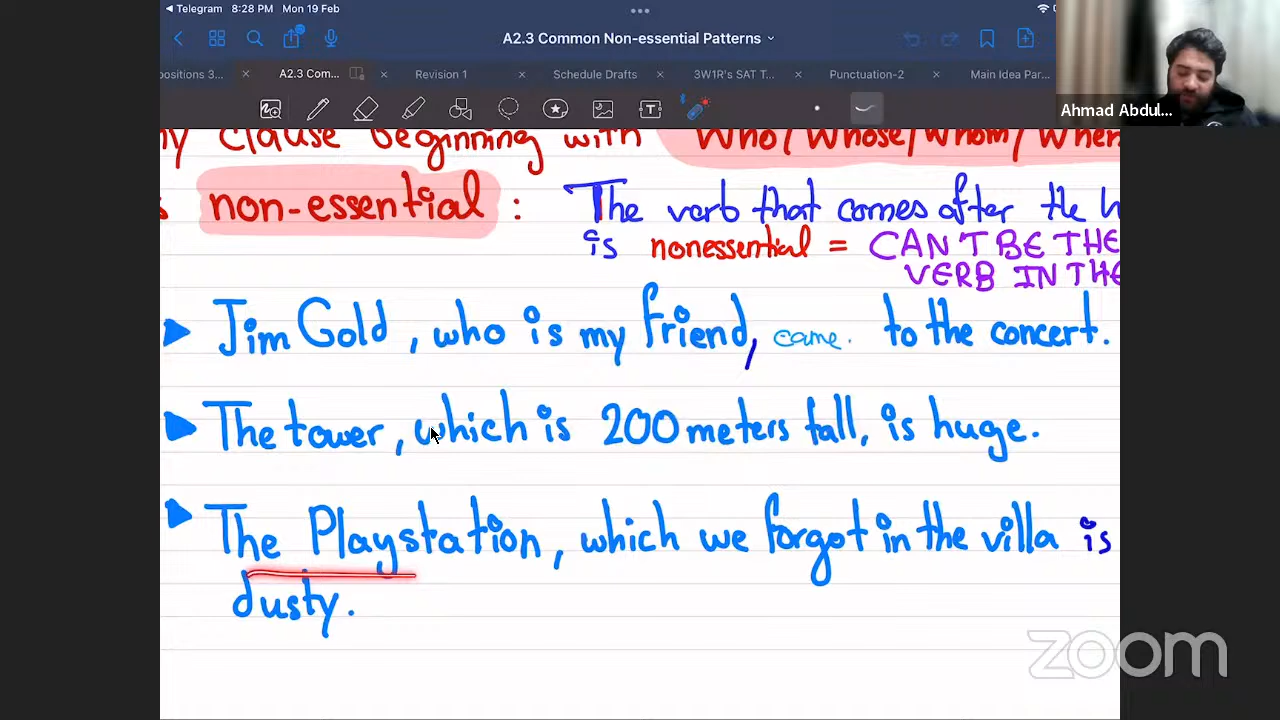 Telegram 8:28 PM Mon 19 Feb
A2.3 Common Non-essential Patterns
positions 3... A2.3 Com... Revision 1 Schedule Drafts 3W1R's SAT T... Punctuation-2 Main Idea Par...
Ahmad Abdul...
ny Clause beginning with Who/Whose/Whom/When
s non-essential : The verb that comes after the h
is nonessential = CAN'T BE THE
VERB IN THE
Jim Gold, who is my friend, came. to the concert.
The tower, which is 200 meters tall, is huge.
The Playstation, which we forgot in the villa is
dusty.
zoom